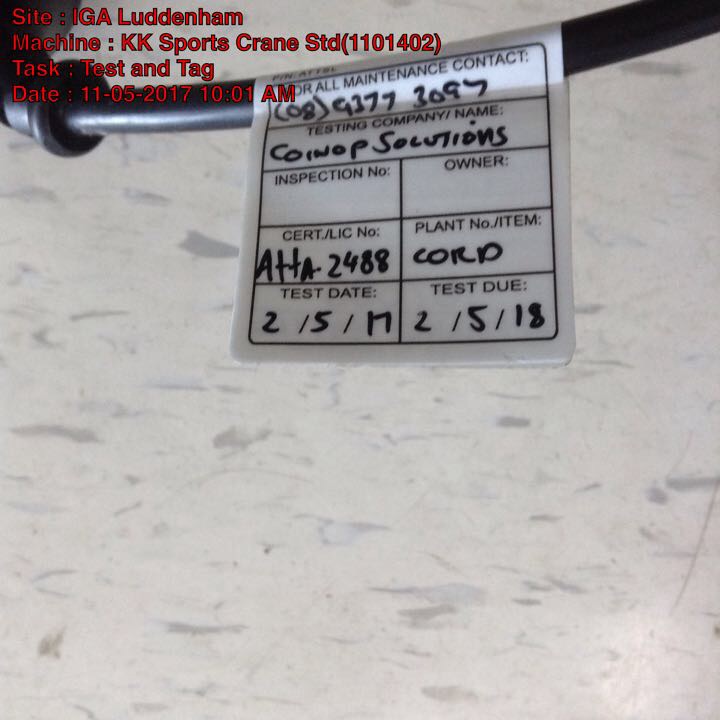 Site : IGA Luddenham
Machine : KK Sports Crane Std(1101402)
Task : Test and Tag
Date : 11-05-2017 10:01 AM
FOR ALL MAINTENANCE CONTACT:
(08) 9377 3097
TESTING COMPANY/ NAME:
COINOP SOLUTIONS
INSPECTION No:
OWNER:
CERT./LIC No:
PLANT No./ITEM:
AHA-2488
CORD
TEST DATE:
TEST DUE:
2 /5 /17
2 /5 /18